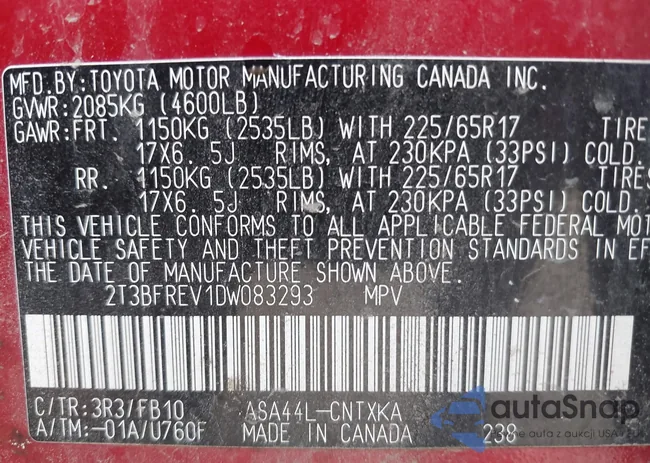 MFD.BY:TOYOTA MOTOR MANUFACTURING CANADA INC.
GVWR:2085KG (4600LB)
GAWR:FRT. 1150KG (2535LB) WITH 225/65R17 TIRE
17X6. 5J RIMS, AT 230KPA (33PSI) COLD.
RR. 1150KG (2535LB) WITH 225/65R17 TIRES
17X6. 5J RIMS, AT 230KPA (33PSI) COLD.
THIS VEHICLE CONFORMS TO ALL APPLICABLE FEDERAL MOT
VEHICLE SAFETY AND THEFT PREVENTION STANDARDS IN EF
THE DATE OF MANUFACTURE SHOWN ABOVE.
2T3BFREV1DW083293 MPV
C/TR:3R3/FB10 ASA44L-CNTXKA
A/TM:-01A/U760F MADE IN CANADA 238
autoSnap
e-auta z aukcji USA